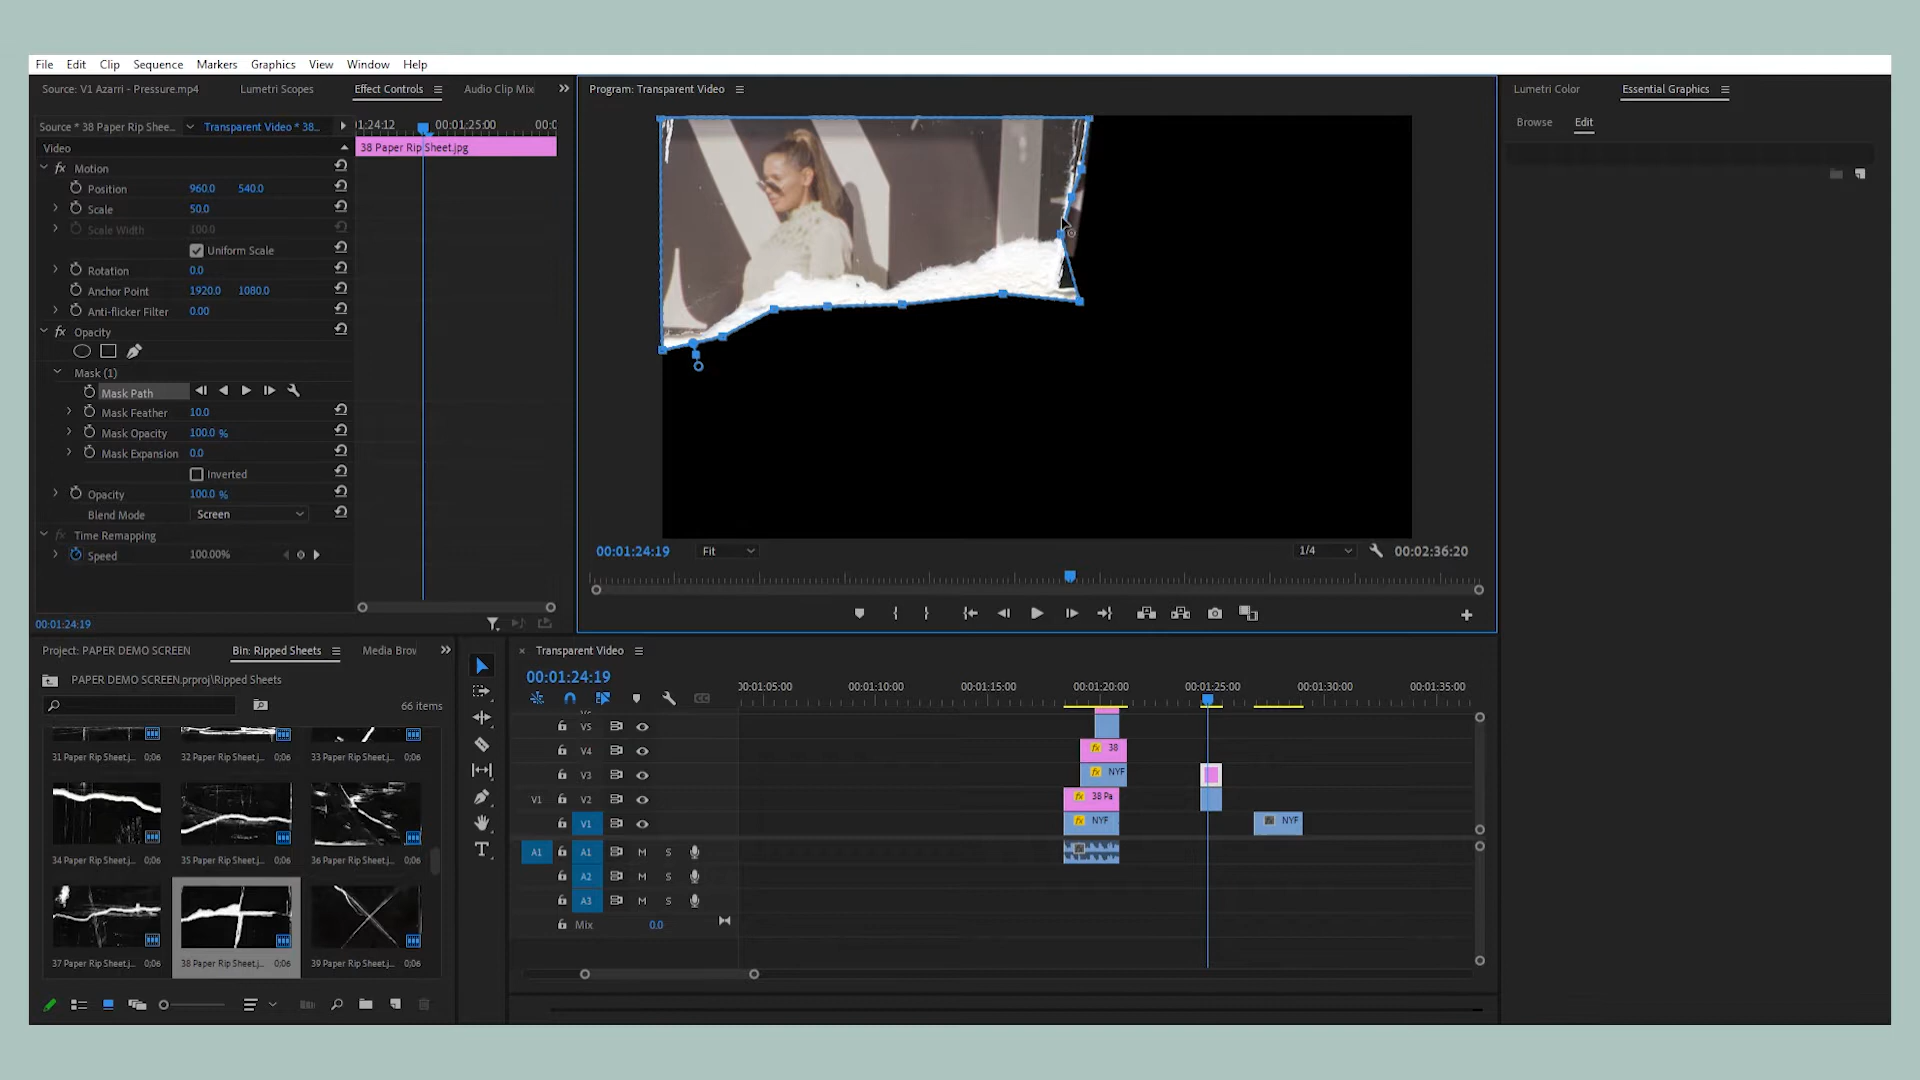 File Edit Clip Sequence Markers Graphics View Window Help
Source: V1 Azarri - Pressure.mp4 Lumetri Scopes Effect Controls Audio Clip Mix
Program: Transparent Video
Lumetri Color Essential Graphics
Browse Edit
Source * 38 Paper Rip Shee... Transparent Video * 38...
1:24:12 00:01:25:00 00:0
Video
38 Paper Rip Sheet.jpg
fx Motion
Position 960.0 540.0
Scale 50.0
Scale Width 100.0
Uniform Scale
Rotation 0.0
Anchor Point 1920.0 1080.0
Anti-flicker Filter 0.00
fx Opacity
Mask (1)
Mask Path
Mask Feather 10.0
Mask Opacity 100.0 %
Mask Expansion 0.0
Inverted
Opacity 100.0 %
Blend Mode Screen
fx Time Remapping
Speed 100.00%
00:01:24:19
00:01:24:19 Fit 1/4 00:02:36:20
Project: PAPER DEMO SCREEN Bin: Ripped Sheets Media Brov
PAPER DEMO SCREEN.prproj\Ripped Sheets
66 items
31 Paper Rip Sheet.j... 0;06 32 Paper Rip Sheet.j... 0;06 33 Paper Rip Sheet.j... 0;06
34 Paper Rip Sheet.j... 0;06 35 Paper Rip Sheet.j... 0;06 36 Paper Rip Sheet.j... 0;06
37 Paper Rip Sheet.j... 0;06 38 Paper Rip Sheet.j... 0;06 39 Paper Rip Sheet.j... 0;06
Transparent Video
00:01:24:19
00:01:05:00 00:01:10:00 00:01:15:00 00:01:20:00 00:01:25:00 00:01:30:00 00:01:35:00
V5
V4 fx 38
V3 fx NYF
V1 V2 fx 38 Pa
V1 fx NYF fx NYF
A1 A1 M S
A2 M S
A3 M S
Mix 0.0